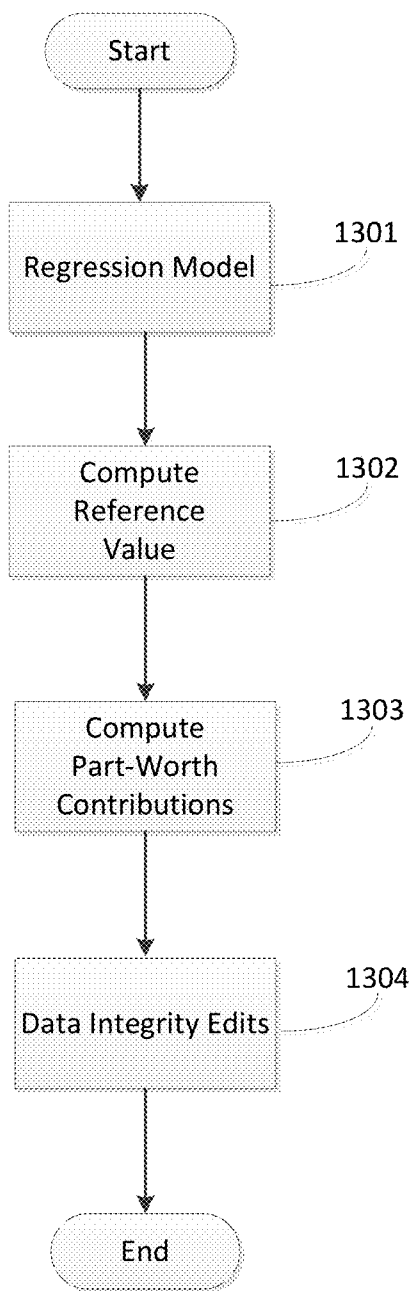 Start
Regression Model
1301
Compute
Reference
Value
1302
Compute
Part-Worth
Contributions
1303
Data Integrity Edits
1304
End